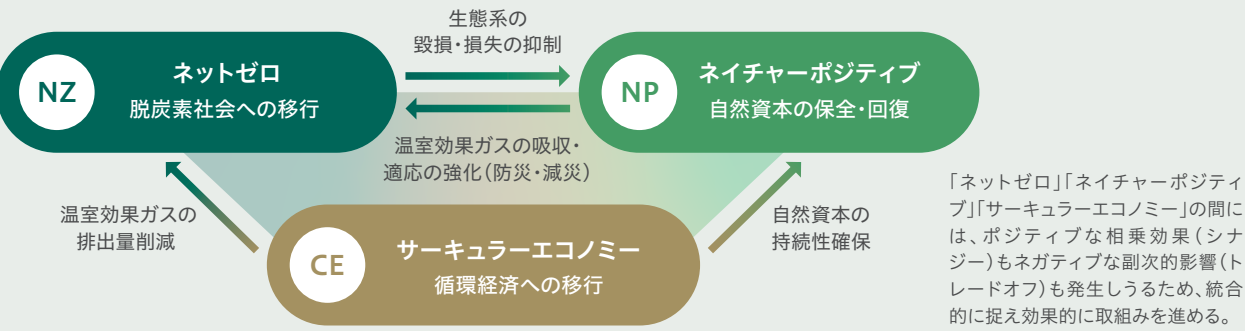 生態系の
毀損・損失の抑制
NZ
ネットゼロ
脱炭素社会への移行
NP
ネイチャーポジティブ
自然資本の保全・回復
温室効果ガスの吸収・
適応の強化(防災・減災)
温室効果ガスの
排出量削減
CE
サーキュラーエコノミー
循環経済への移行
自然資本の
持続性確保
「ネットゼロ」「ネイチャーポジティ
ブ」「サーキュラーエコノミー」の間に
は、ポジティブな相乗効果(シナ
ジー)もネガティブな副次的影響(ト
レードオフ)も発生しうるため、統合
的に捉え効果的に取組みを進める。